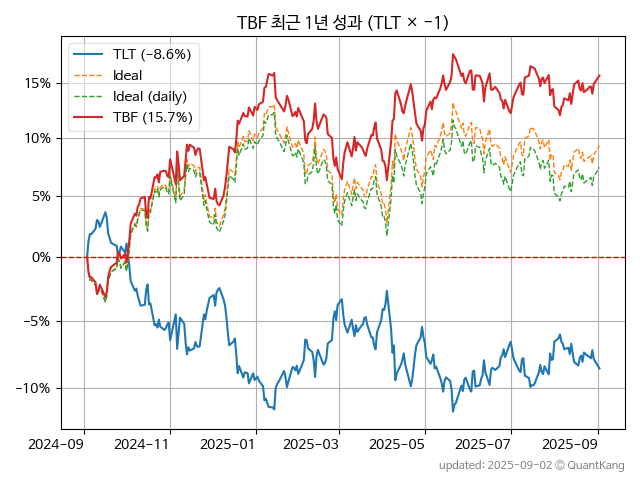 TBF 최근 1년 성과 (TLT × −1)
TLT (−8.6%)
Ideal
Ideal (daily)
TBF (15.7%)
15%
10%
5%
0%
−5%
−10%
2024−09 2024−11 2025−01 2025−03 2025−05 2025−07 2025−09
updated: 2025-09-02 © QuantKang